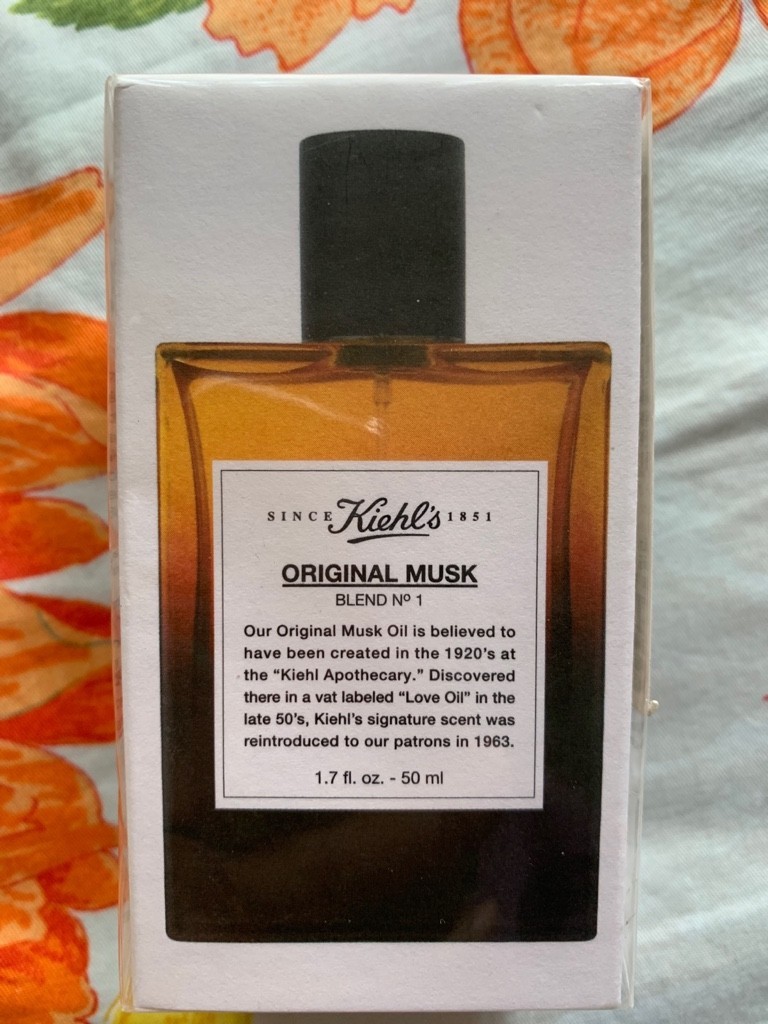 SINCE Kiehl's 1851
ORIGINAL MUSK
BLEND Nº 1
Our Original Musk Oil is believed to
have been created in the 1920's at
the “Kiehl Apothecary.” Discovered
there in a vat labeled “Love Oil” in the
late 50's, Kiehl's signature scent was
reintroduced to our patrons in 1963.
1.7 fl. oz. - 50 ml